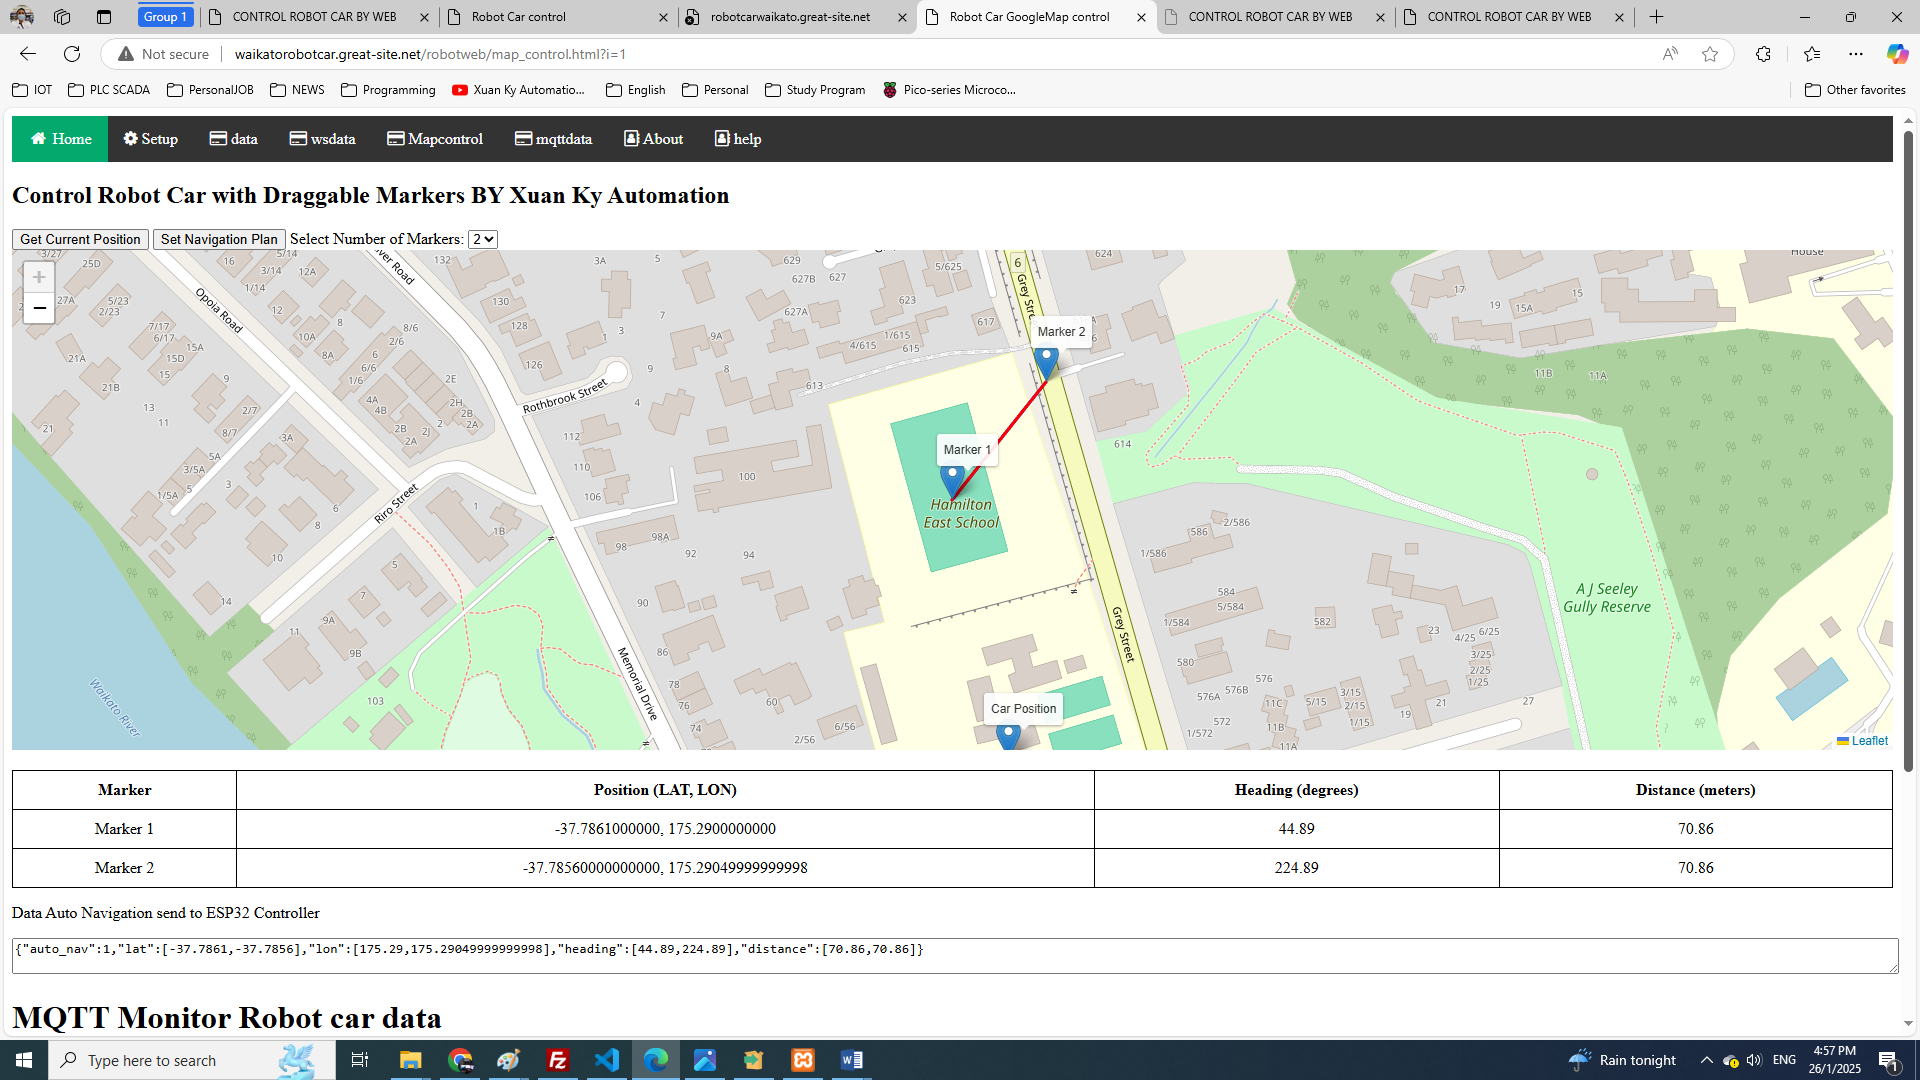 Group 1
CONTROL ROBOT CAR BY WEB
Robot Car control
robotcarwaikato.great-site.net
Robot Car GoogleMap control
CONTROL ROBOT CAR BY WEB
CONTROL ROBOT CAR BY WEB
Not secure
waikatorobotcar.great-site.net/robotweb/map_control.html?i=1
IOT
PLC SCADA
PersonalJOB
NEWS
Programming
Xuan Ky Automatio...
English
Personal
Study Program
Pico-series Microco...
Other favorites
Home
Setup
data
wsdata
Mapcontrol
mqttdata
About
help
Control Robot Car with Draggable Markers BY Xuan Ky Automation
Get Current Position
Set Navigation Plan
Select Number of Markers: 2
+
−
Opoia Road
Rothbrook Street
Riro Street
Memorial Drive
Waikato River
Grey Street
6
Marker 2
Marker 1
Hamilton
East School
Car Position
A J Seeley
Gully Reserve
House
Leaflet
Marker
Position (LAT, LON)
Heading (degrees)
Distance (meters)
Marker 1
-37.7861000000, 175.2900000000
44.89
70.86
Marker 2
-37.78560000000000, 175.29049999999998
224.89
70.86
Data Auto Navigation send to ESP32 Controller
{"auto_nav":1,"lat":[-37.7861,-37.7856],"lon":[175.29,175.29049999999998],"heading":[44.89,224.89],"distance":[70.86,70.86]}
MQTT Monitor Robot car data
Type here to search
Rain tonight
ENG
4:57 PM
26/1/2025
1